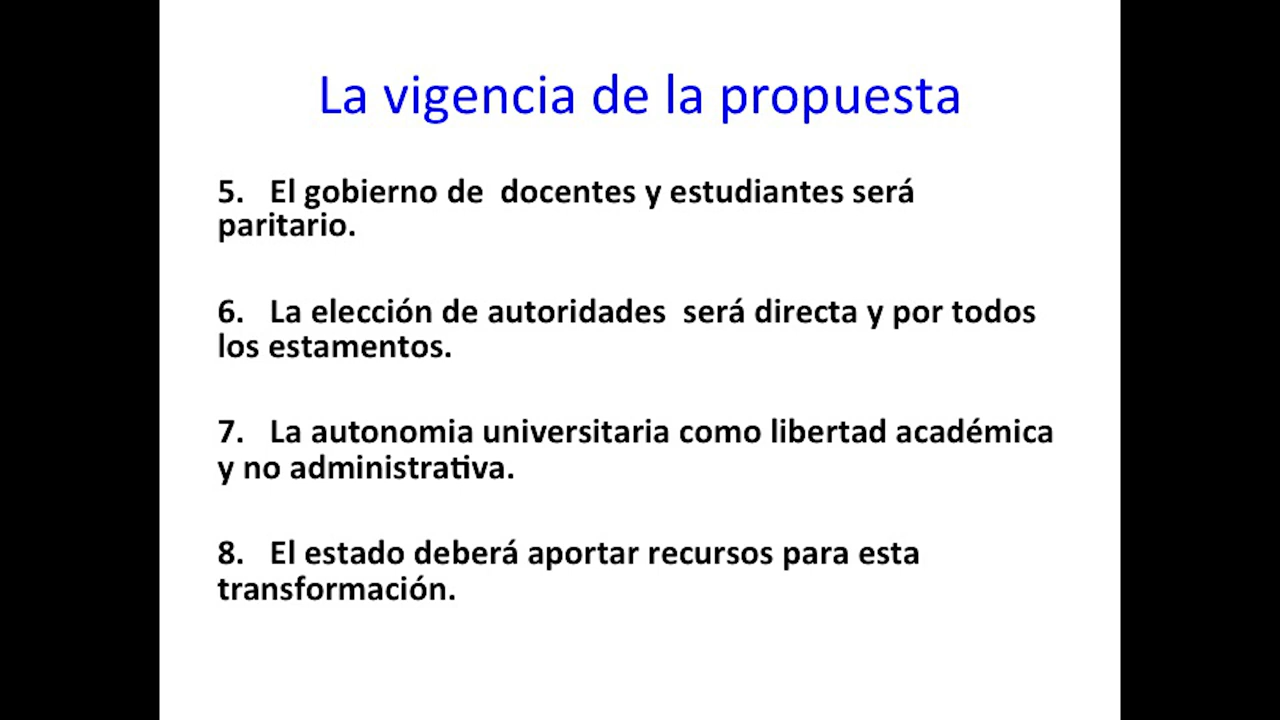 La vigencia de la propuesta
5. El gobierno de  docentes y estudiantes será
paritario.
6. La elección de autoridades  será directa y por todos
los estamentos.
7. La autonomia universitaria como libertad académica
y no administrativa.
8. El estado deberá aportar recursos para esta
transformación.